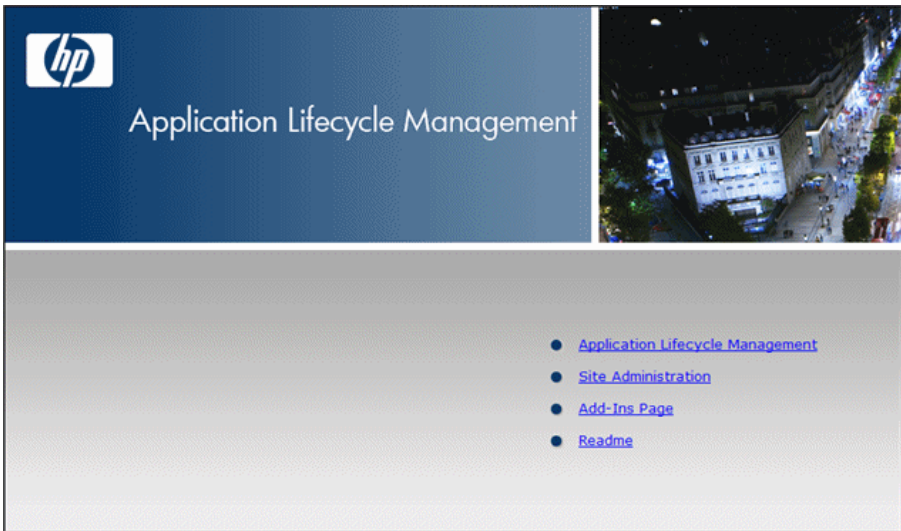 hp
Application Lifecycle Management
Application Lifecycle Management
Site Administration
Add-Ins Page
Readme